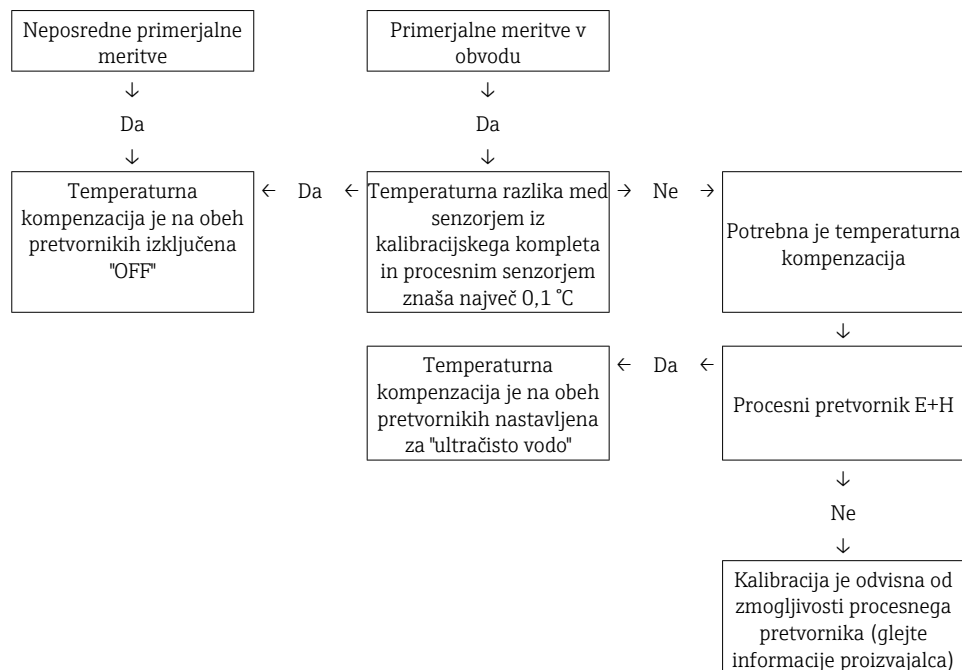 Neposredne primerjalne
meritve
Primerjalne meritve v
obvodu
↓
↓
Da
Da
↓
↓
Temperaturna
kompenzacija je na obeh
pretvornikih izključena
"OFF"
← Da ←
Temperaturna razlika med
senzorjem iz
kalibracijskega kompleta
in procesnim senzorjem
znaša največ 0,1 °C
→ Ne →
Potrebna je temperaturna
kompenzacija
↓
Temperaturna
kompenzacija je na obeh
pretvornikih nastavljena
za "ultračisto vodo"
← Da ←
Procesni pretvornik E+H
↓
Ne
↓
Kalibracija je odvisna od
zmogljivosti procesnega
pretvornika (glejte
informacije proizvajalca)